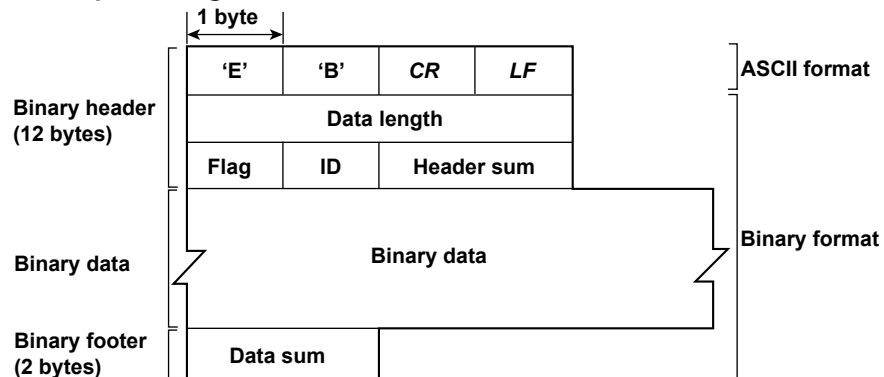 1 byte
‘E’ ‘B’ CR LF
ASCII format
Binary header
(12 bytes)
Data length
Flag ID Header sum
Binary data
Binary data
Binary format
Binary footer
(2 bytes)
Data sum